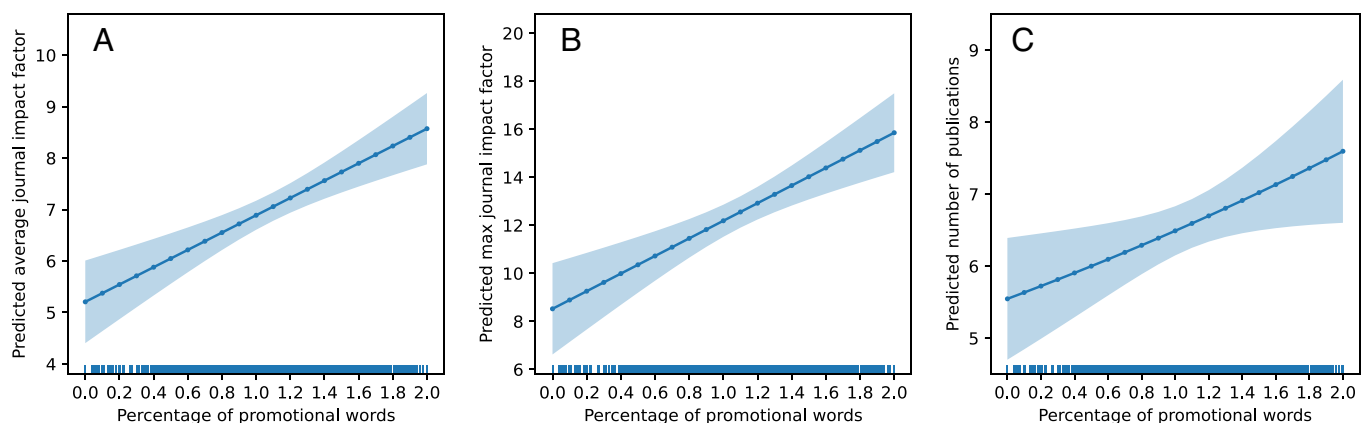 A
Predicted average journal impact factor
10
9
8
7
6
5
4
0.0 0.2 0.4 0.6 0.8 1.0 1.2 1.4 1.6 1.8 2.0
Percentage of promotional words
B
Predicted max journal impact factor
20
18
16
14
12
10
8
6
0.0 0.2 0.4 0.6 0.8 1.0 1.2 1.4 1.6 1.8 2.0
Percentage of promotional words
C
Predicted number of publications
9
8
7
6
5
0.0 0.2 0.4 0.6 0.8 1.0 1.2 1.4 1.6 1.8 2.0
Percentage of promotional words